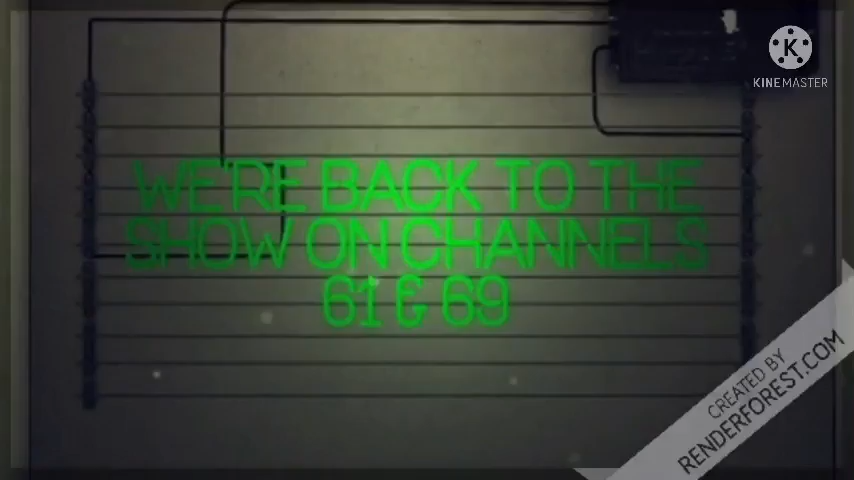 K
KINEMASTER
WE'RE BACK TO THE
SHOW ON CHANNELS
61 & 69
CREATED BY
RENDERFOREST.COM